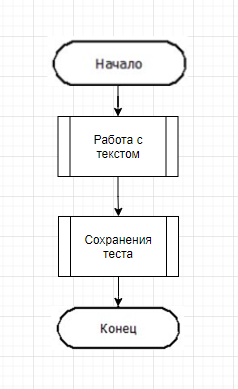 Начало
Работа с
текстом
Сохранения
теста
Конец